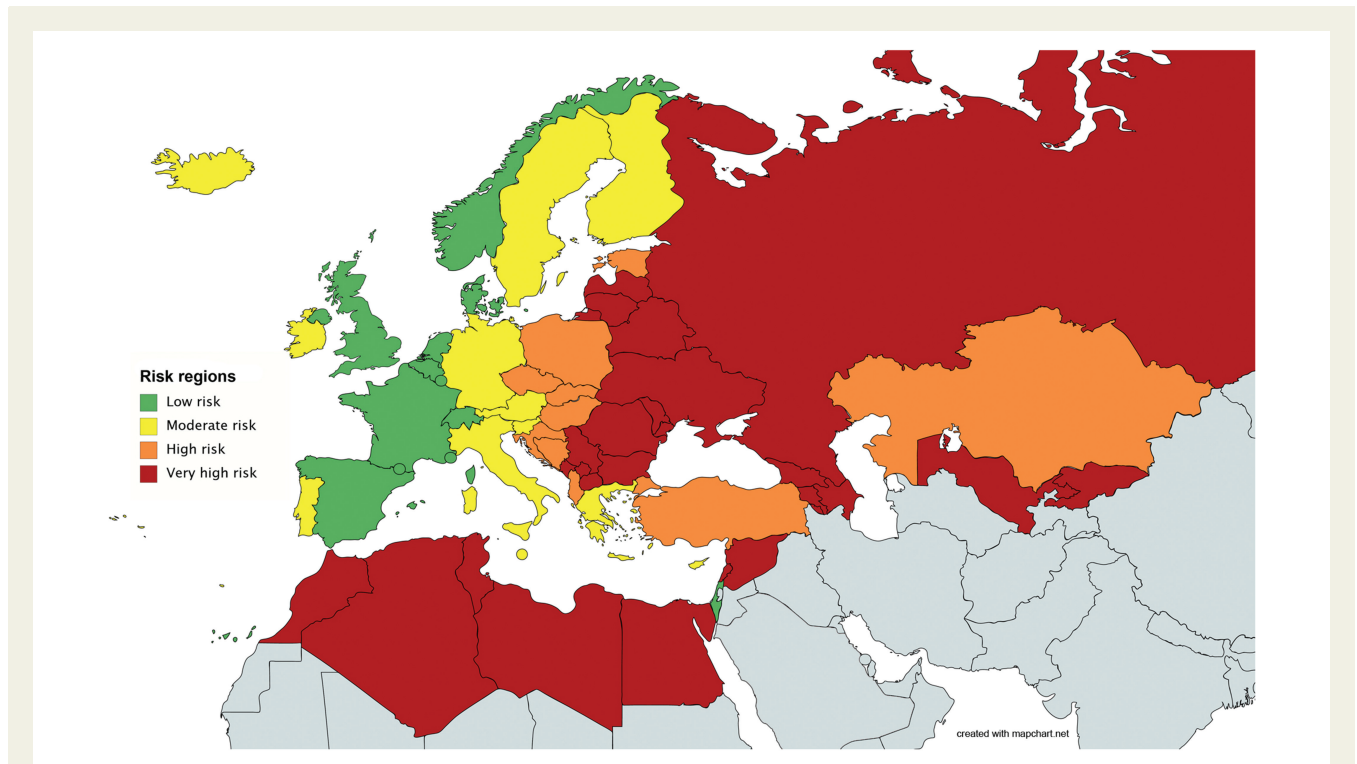 Risk regions
Low risk
Moderate risk
High risk
Very high risk
created with mapchart.net